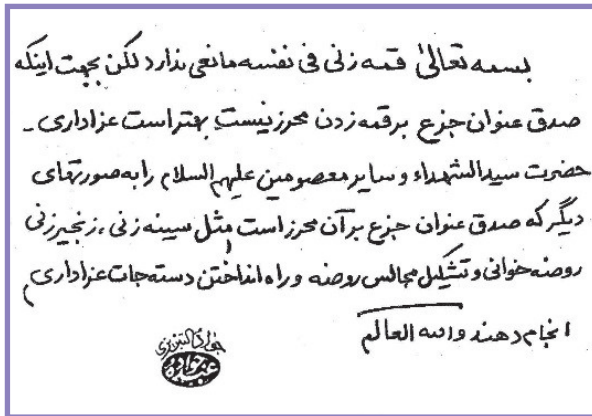 بسمه تعالیٰ قمه زنی فی نفسه مانعی ندارد لکن بجهت اینکه
صدق عنوان جزع بر قمه زدن محرز نیست بهتر است عزاداری
حضرت سیدالشهداء و سایر معصومین علیهم السلام را به صورتهای
دیگر که صدق عنوان جزع بر آن محرز است مثل سینه زنی، زنجیر زنی
روضه خوانی و تشکیل مجالس روضه و راه انداختن دسته جات عزاداری
انجام دهند والله العالم
جواد التبریزی